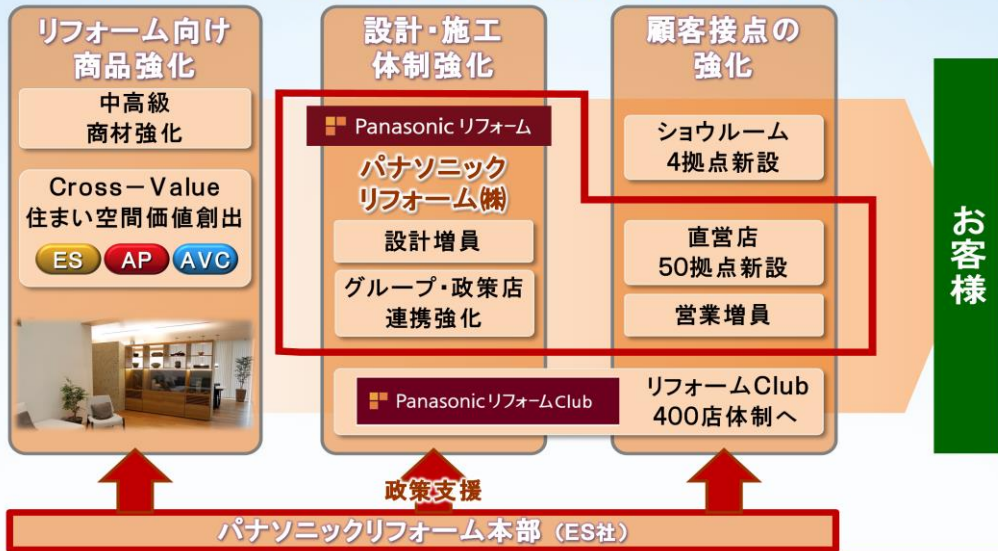 リフォーム向け
商品強化
中高級
商材強化
Cross-Value
住まい空間価値創出
ES AP AVC
設計・施工
体制強化
Panasonic リフォーム
パナソニック
リフォーム㈱
設計増員
グループ・政策店
連携強化
顧客接点の
強化
ショウルーム
4拠点新設
直営店
50拠点新設
営業増員
Panasonic リフォームClub
リフォームClub
400店体制へ
お客様
政策支援
パナソニックリフォーム本部（ES社）